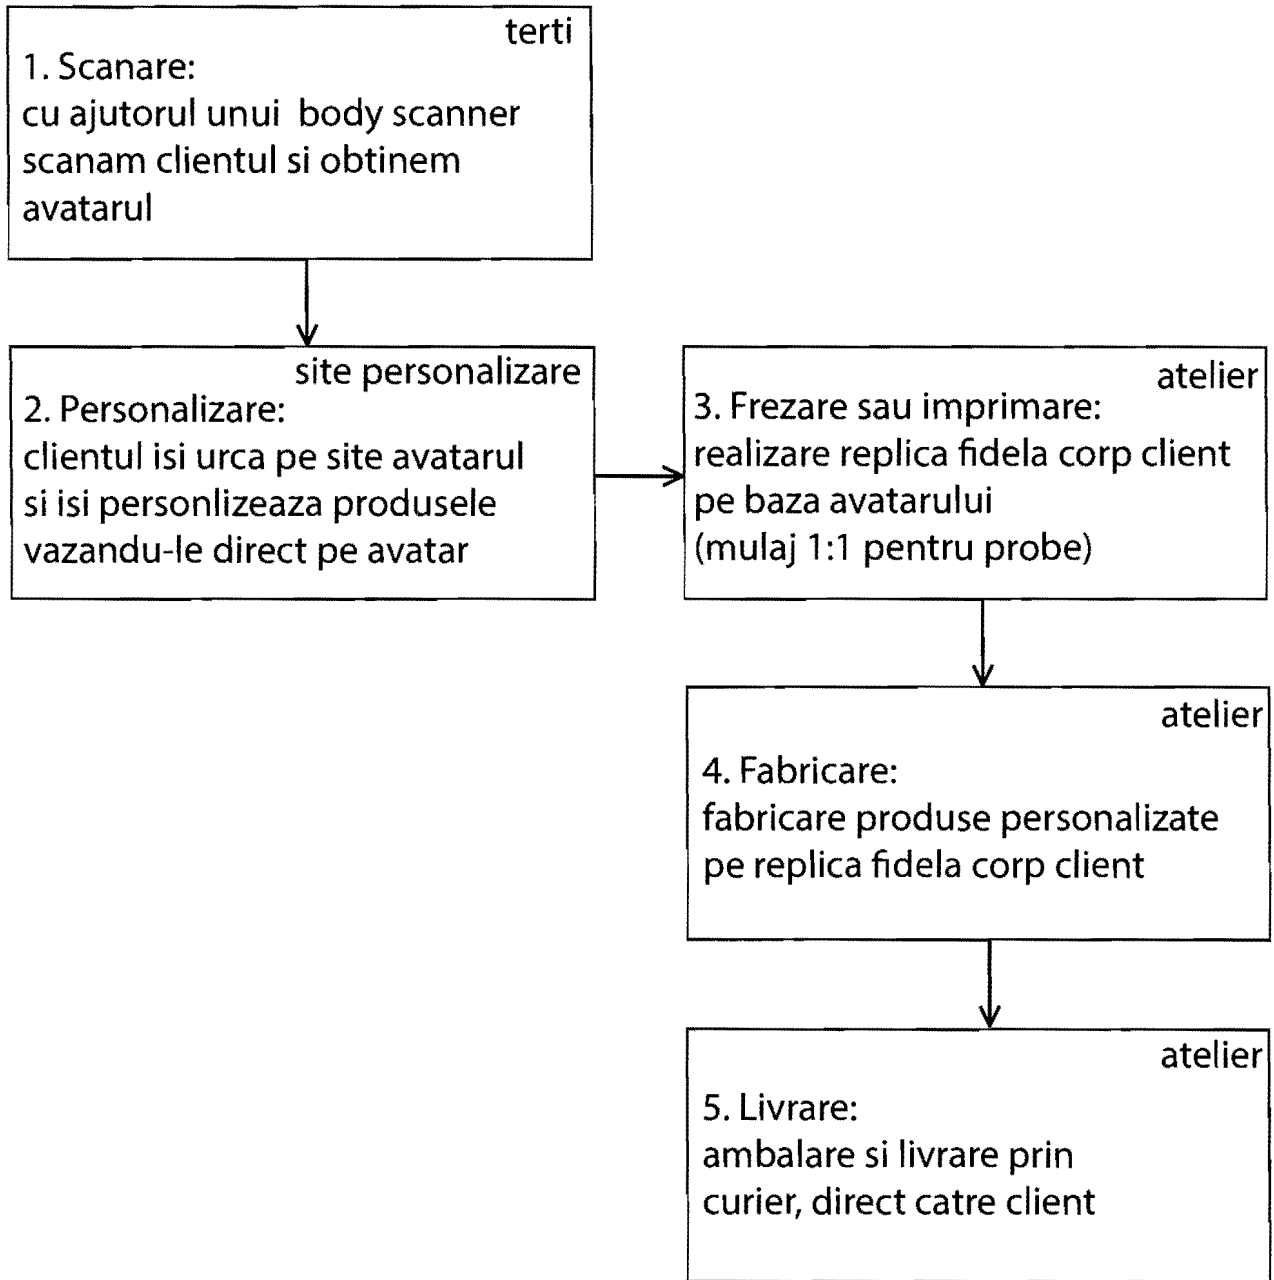 terti
1. Scanare:
cu ajutorul unui body scanner
scanam clientul si obtinem
avatarul
site personalizare
2. Personalizare:
clientul isi urca pe site avatarul
si isi personlizeaza produsele
vazandu-le direct pe avatar
atelier
3. Frezare sau imprimare:
realizare replica fidela corp client
pe baza avatarului
(mulaj 1:1 pentru probe)
atelier
4. Fabricare:
fabricare produse personalizate
pe replica fidela corp client
atelier
5. Livrare:
ambalare si livrare prin
curier, direct catre client